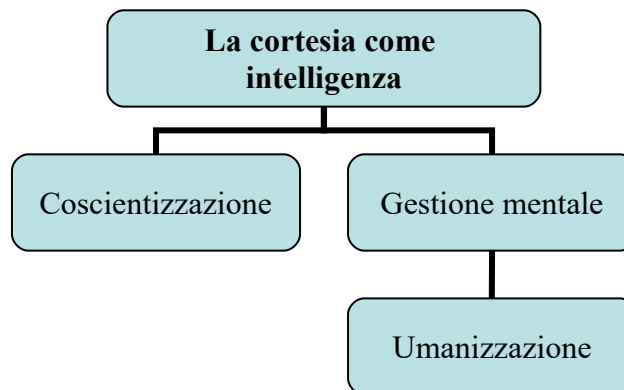 La cortesia come
intelligenza
Coscientizzazione
Gestione mentale
Umanizzazione